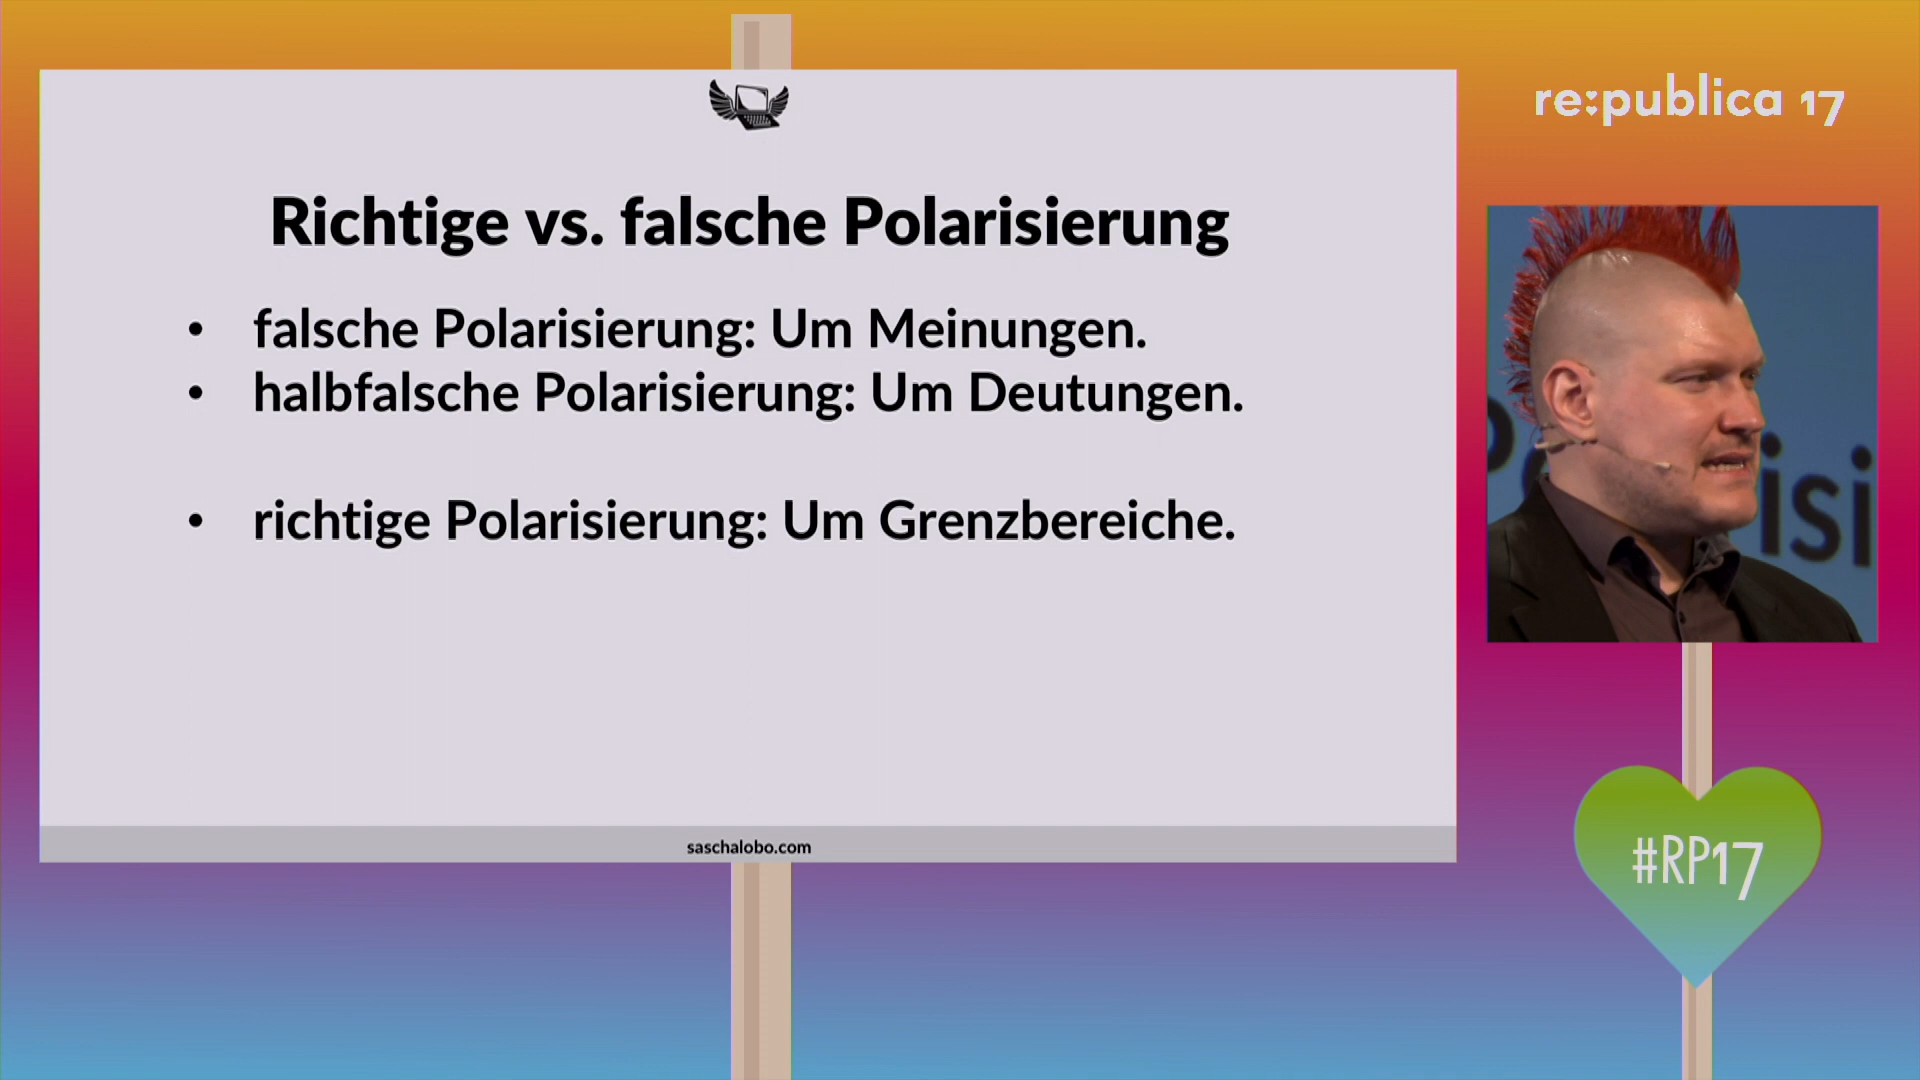 re:publica 17
Richtige vs. falsche Polarisierung
• falsche Polarisierung: Um Meinungen.
• halbfalsche Polarisierung: Um Deutungen.
• richtige Polarisierung: Um Grenzbereiche.
isi
saschalobo.com
#RP17